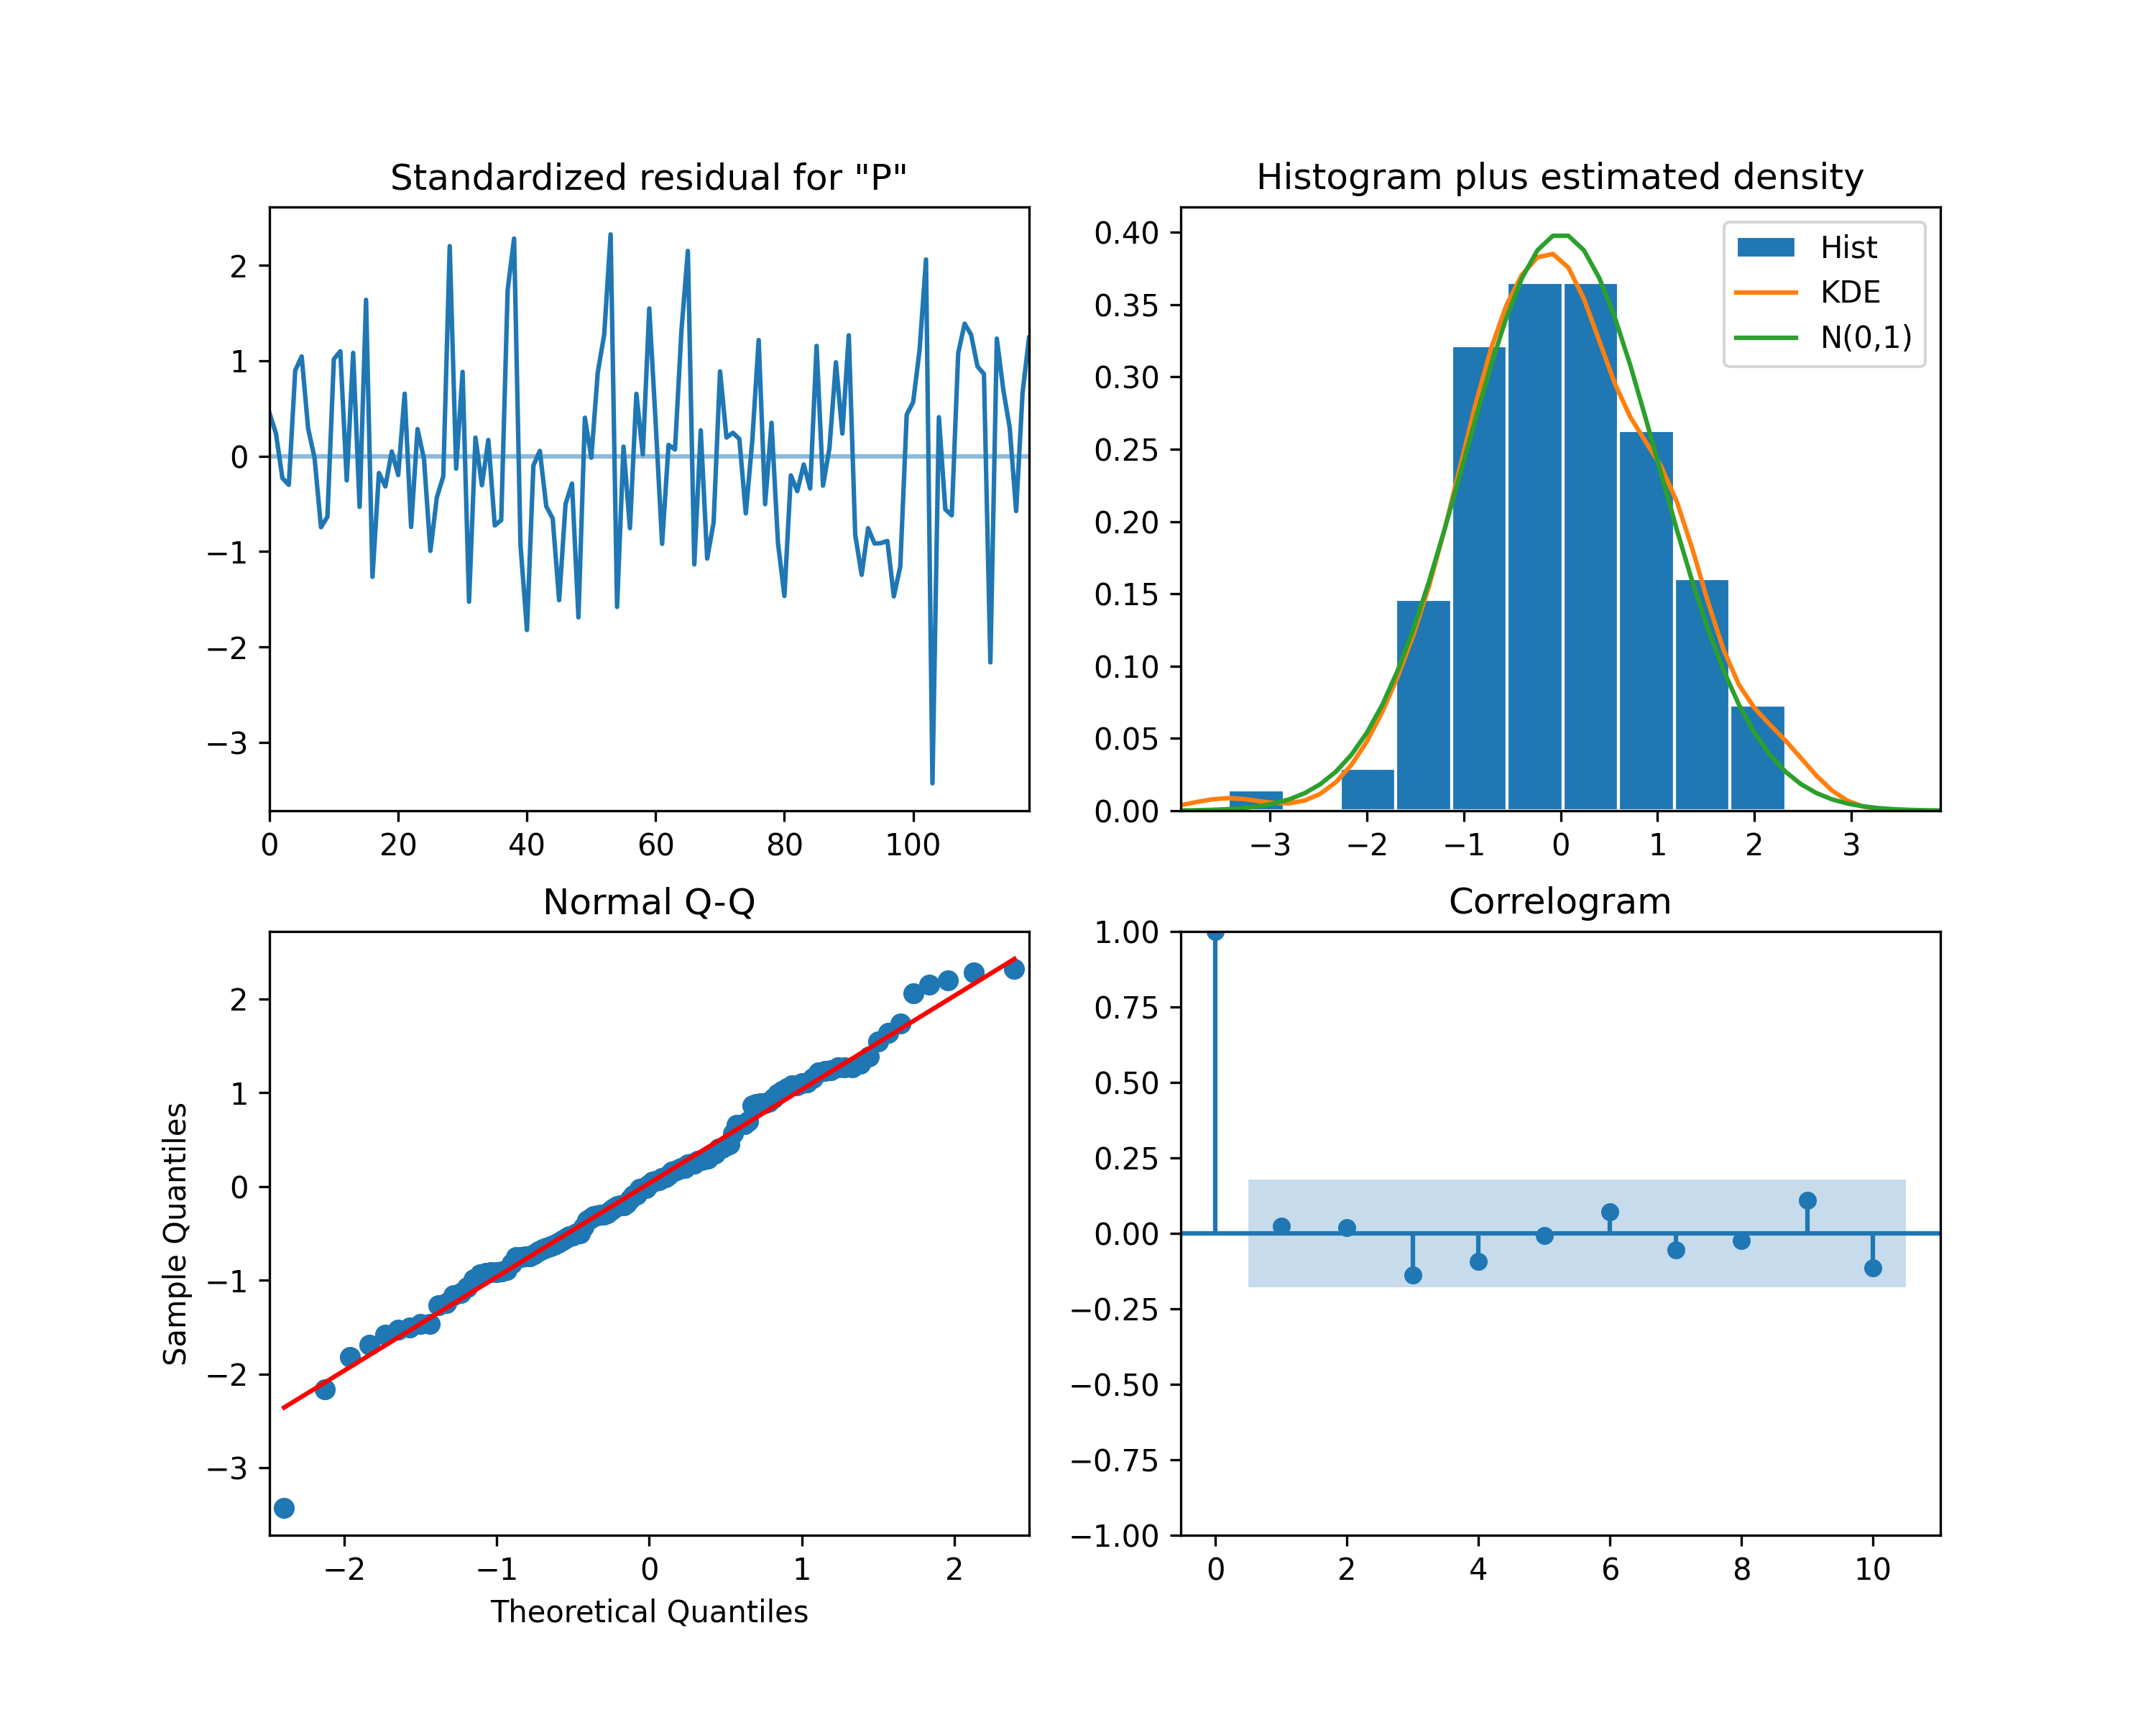 Standardized residual for "P"
2
1
0
−1
−2
−3
0 20 40 60 80 100
Histogram plus estimated density
0.40
0.35
0.30
0.25
0.20
0.15
0.10
0.05
0.00
−3 −2 −1 0 1 2 3
Hist
KDE
N(0,1)
Normal Q-Q
Sample Quantiles
2
1
0
−1
−2
−3
−2 −1 0 1 2
Theoretical Quantiles
Correlogram
1.00
0.75
0.50
0.25
0.00
−0.25
−0.50
−0.75
−1.00
0 2 4 6 8 10